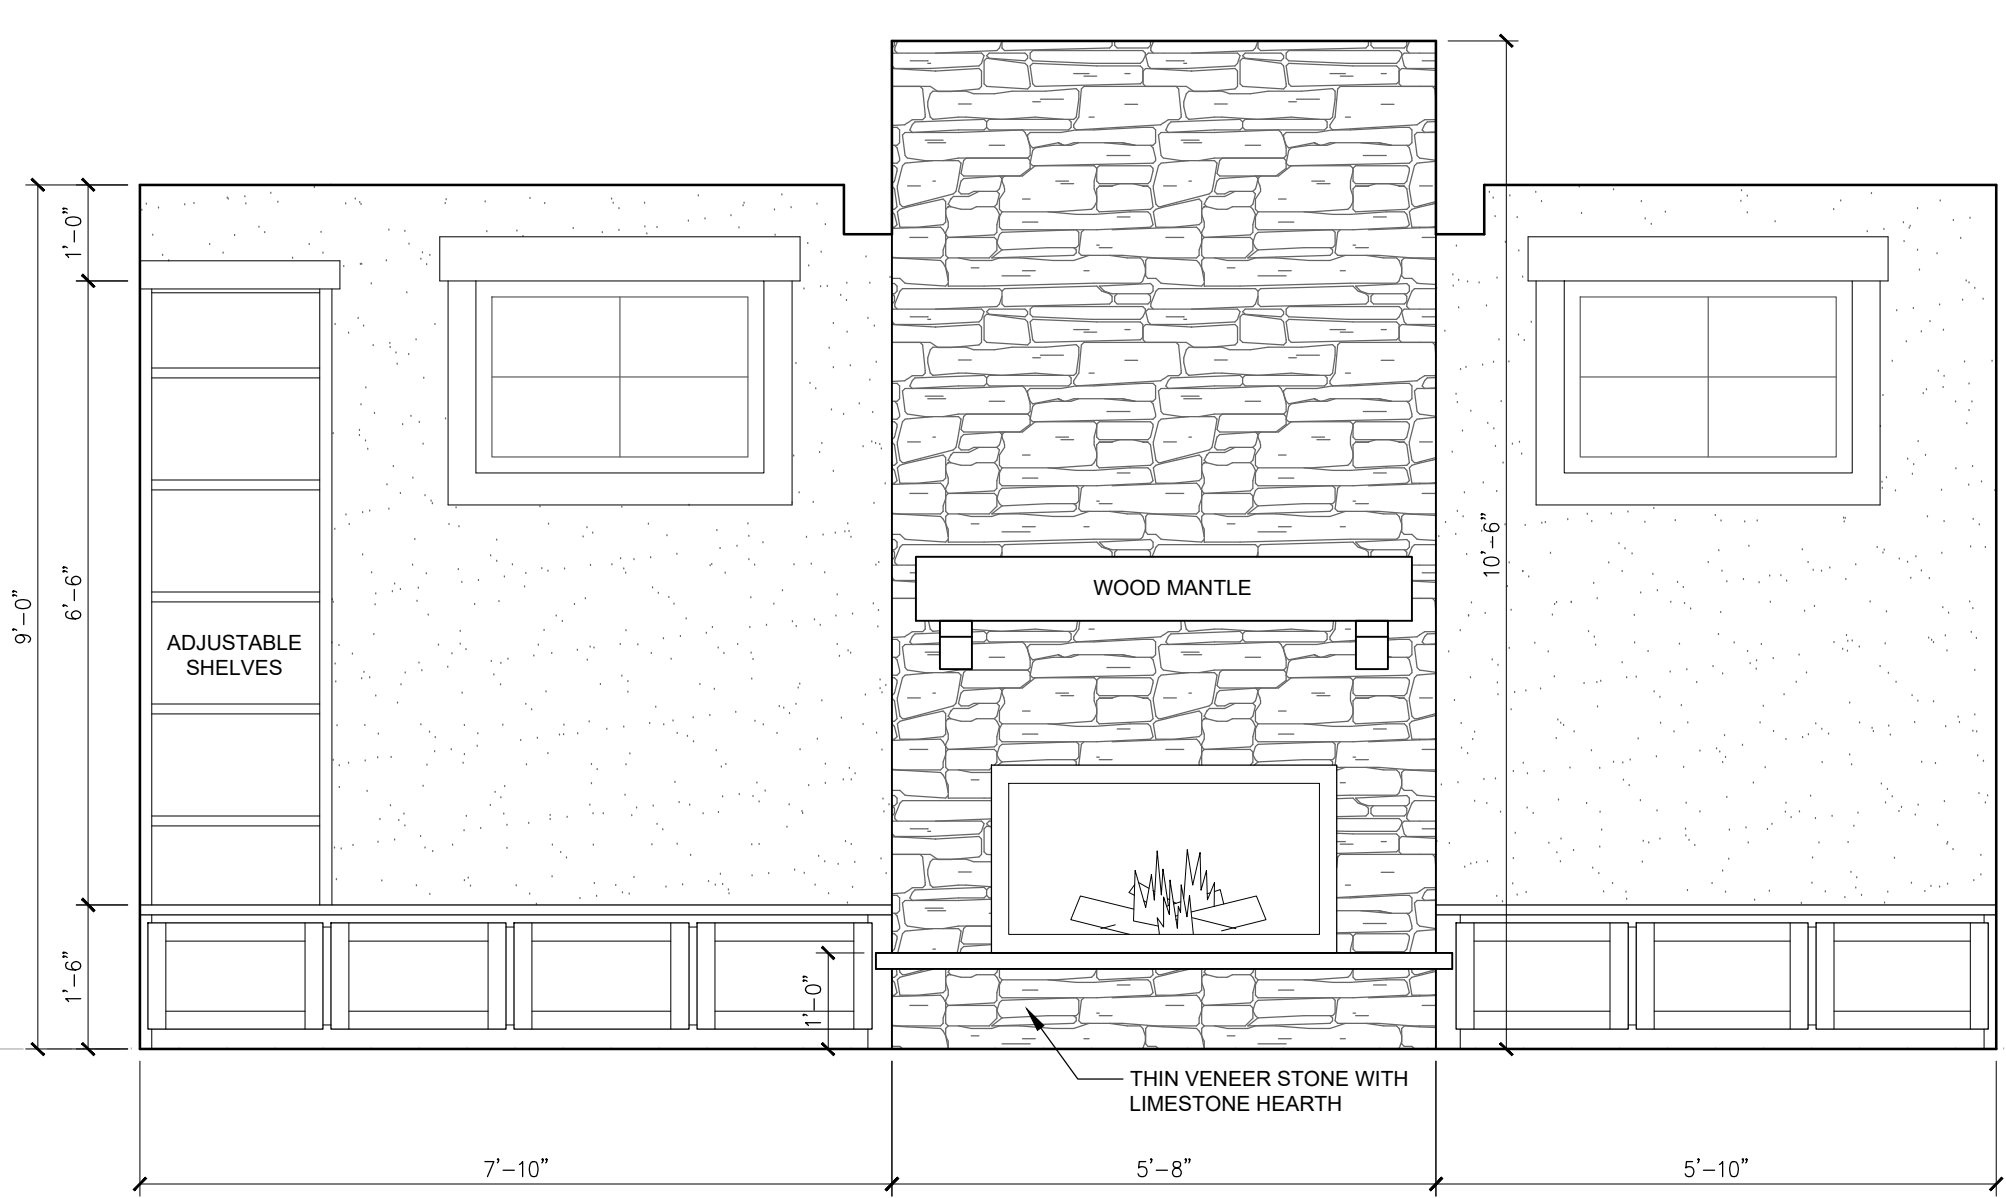 1'-0"
10'-6"
WOOD MANTLE
9'-0"
6'-6"
ADJUSTABLE
SHELVES
1'-6"
1'-0"
THIN VENEER STONE WITH
LIMESTONE HEARTH
7'-10"
5'-8"
5'-10"